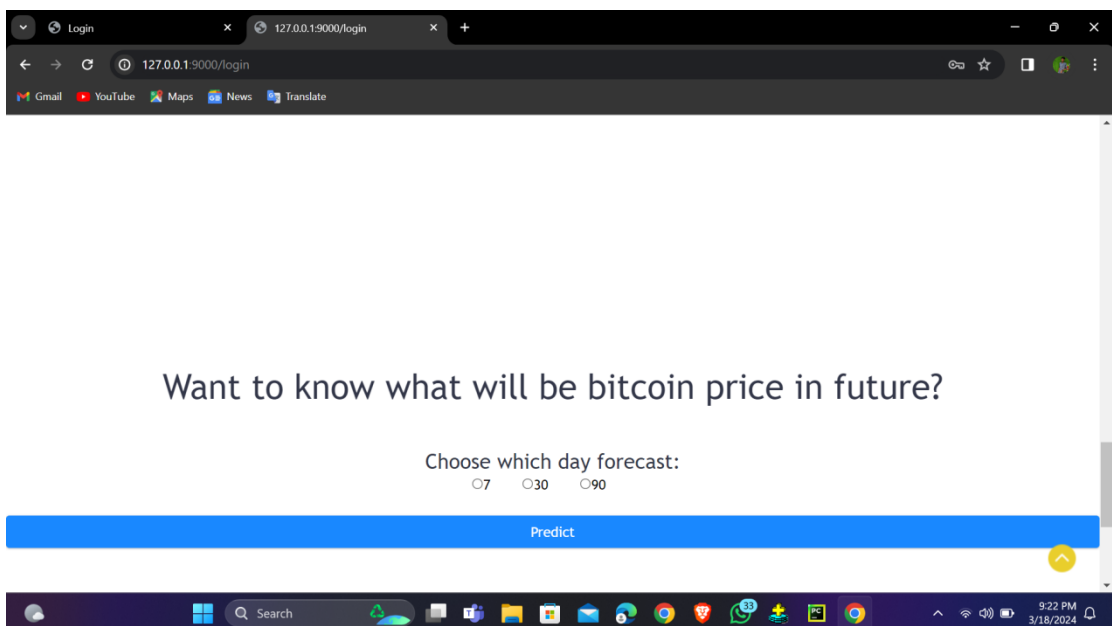 Login
127.0.0.1:9000/login
127.0.0.1:9000/login
Gmail YouTube Maps News Translate
Want to know what will be bitcoin price in future?
Choose which day forecast:
7 30 90
Predict
Search
33
9:22 PM
3/18/2024